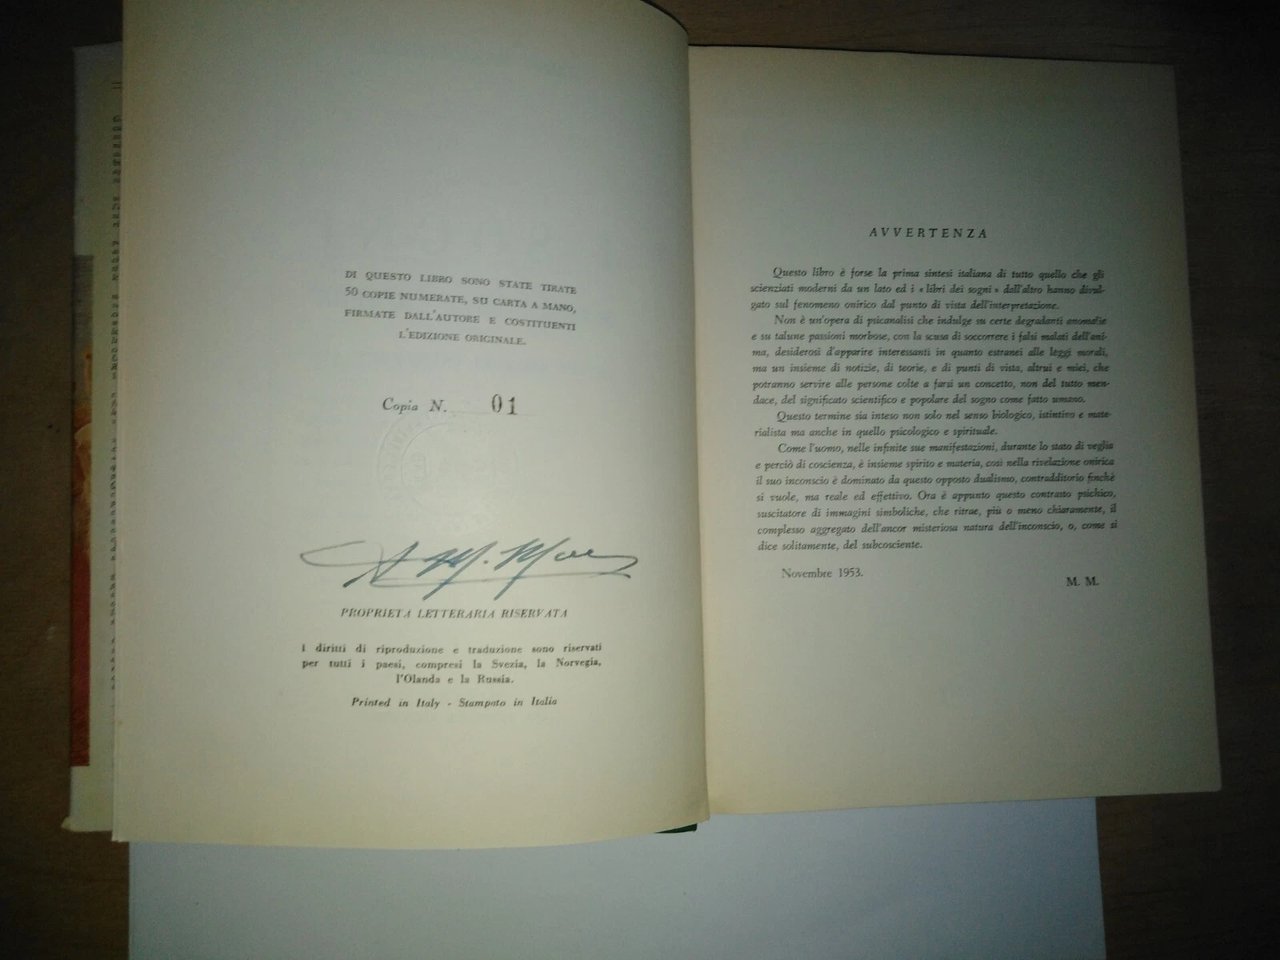 DI QUESTO LIBRO SONO STATE TIRATE
50 COPIE NUMERATE, SU CARTA A MANO,
FIRMATE DALL'AUTORE E COSTITUENTI
L'EDIZIONE ORIGINALE.
Copia N. 01
PROPRIETA LETTERARIA RISERVATA
I diritti di riproduzione e traduzione sono riservati
per tutti i paesi, compresi la Svezia, la Norvegia,
l'Olanda e la Russia.
Printed in Italy - Stampato in Italia
AVVERTENZA
Questo libro è forse la prima sintesi italiana di tutto quello che gli
scienziati moderni da un lato ed i « libri dei sogni » dall'altro hanno divul-
gato sul fenomeno onirico dal punto di vista dell'interpretazione.
Non è un'opera di psicanalisi che indulge su certe degradanti anomalie
e su talune passioni morbose, con la scusa di soccorrere i falsi malati dell'ani-
ma, desiderosi d'apparire interessanti in quanto estranei alle leggi morali,
ma un insieme di notizie, di teorie, e di punti di vista, altrui e miei, che
potranno servire alle persone colte a farsi un concetto, non del tutto men-
dace, del significato scientifico e popolare del sogno come fatto umano.
Questo termine sia inteso non solo nel senso biologico, istintivo e mate-
rialista ma anche in quello psicologico e spirituale.
Come l'uomo, nelle infinite sue manifestazioni, durante lo stato di veglia
e perciò di coscienza, è insieme spirito e materia, così nella rivelazione onirica
il suo inconscio è dominato da questo opposto dualismo, contradditorio finchè
si vuole, ma reale ed effettivo. Ora è appunto questo contrasto psichico,
suscitatore di immagini simboliche, che ritrae, più o meno chiaramente, il
complesso aggregato dell'ancor misteriosa natura dell'inconscio, o, come si
dice solitamente, del subcosciente.
Novembre 1953.
M. M.